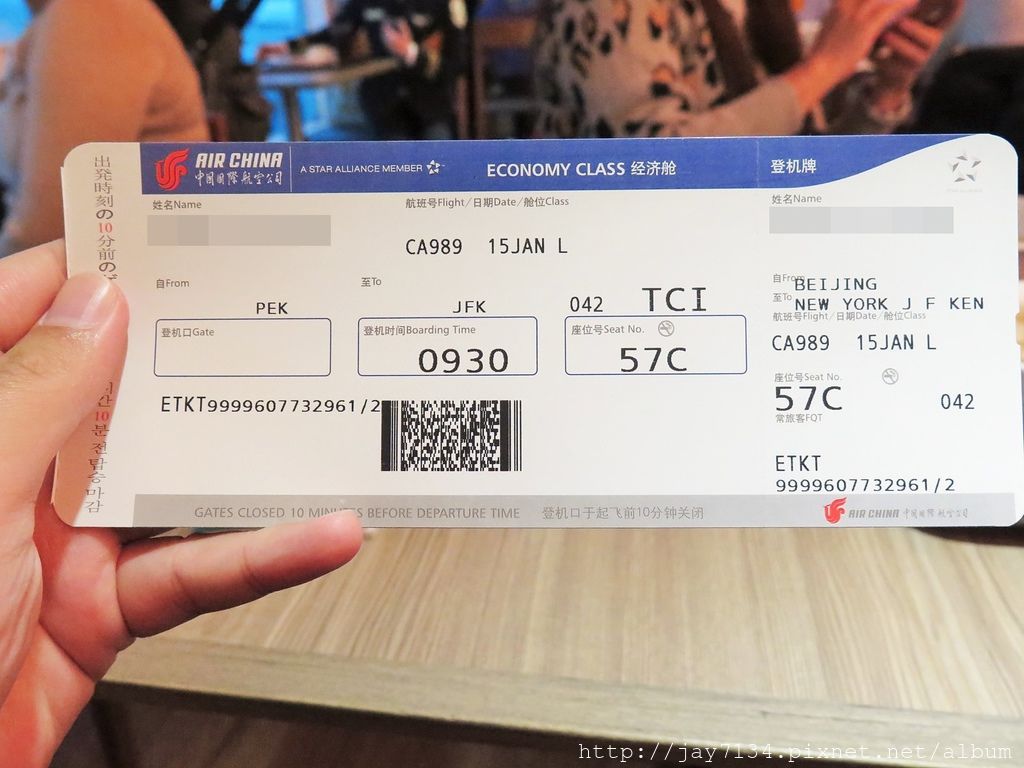 出発時刻の10分前の
10분 전 탑승 마감
AIR CHINA
中国国際航空公司
A STAR ALLIANCE MEMBER
ECONOMY CLASS 经济舱
登机牌
姓名Name
航班号Flight/日期Date/舱位Class
CA989 15JAN L
自From
PEK
至To
JFK
042 TCI
登机口Gate
登机时间Boarding Time
0930
座位号Seat No.
57C
ETKT9999607732961/2
GATES CLOSED 10 MINUTES BEFORE DEPARTURE TIME 登机口于起飞前10分钟关闭
姓名Name
自From
BEIJING
至To
NEW YORK J F KEN
航班号Flight/日期Date/舱位Class
CA989 15JAN L
座位号Seat No.
57C 042
常旅客FQT
ETKT
9999607732961/2
AIR CHINA 中国国際航空公司
http://jay7134.pixnet.net/album